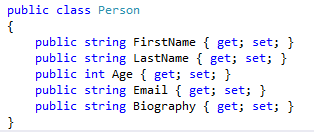 public class Person
{
    public string FirstName { get; set; }
    public string LastName { get; set; }
    public int Age { get; set; }
    public string Email { get; set; }
    public string Biography { get; set; }
}